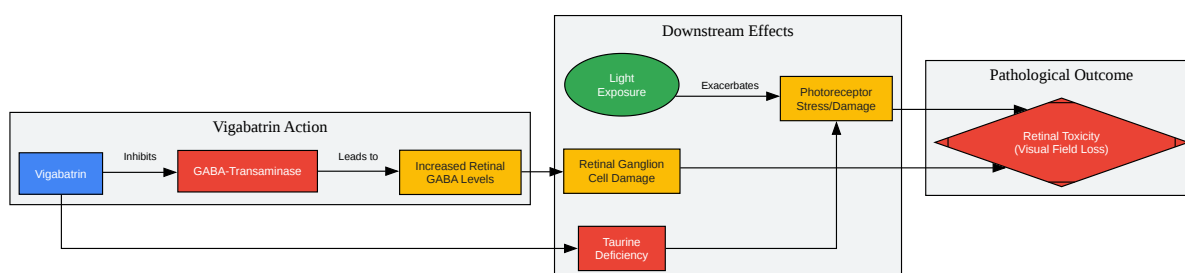 Downstream Effects
Light
Exposure
Exacerbates
Photoreceptor
Stress/Damage
Pathological Outcome
Retinal Toxicity
(Visual Field Loss)
Vigabatrin Action
Vigabatrin
Inhibits
GABA-Transaminase
Leads to
Increased Retinal
GABA Levels
Retinal Ganglion
Cell Damage
Taurine
Deficiency